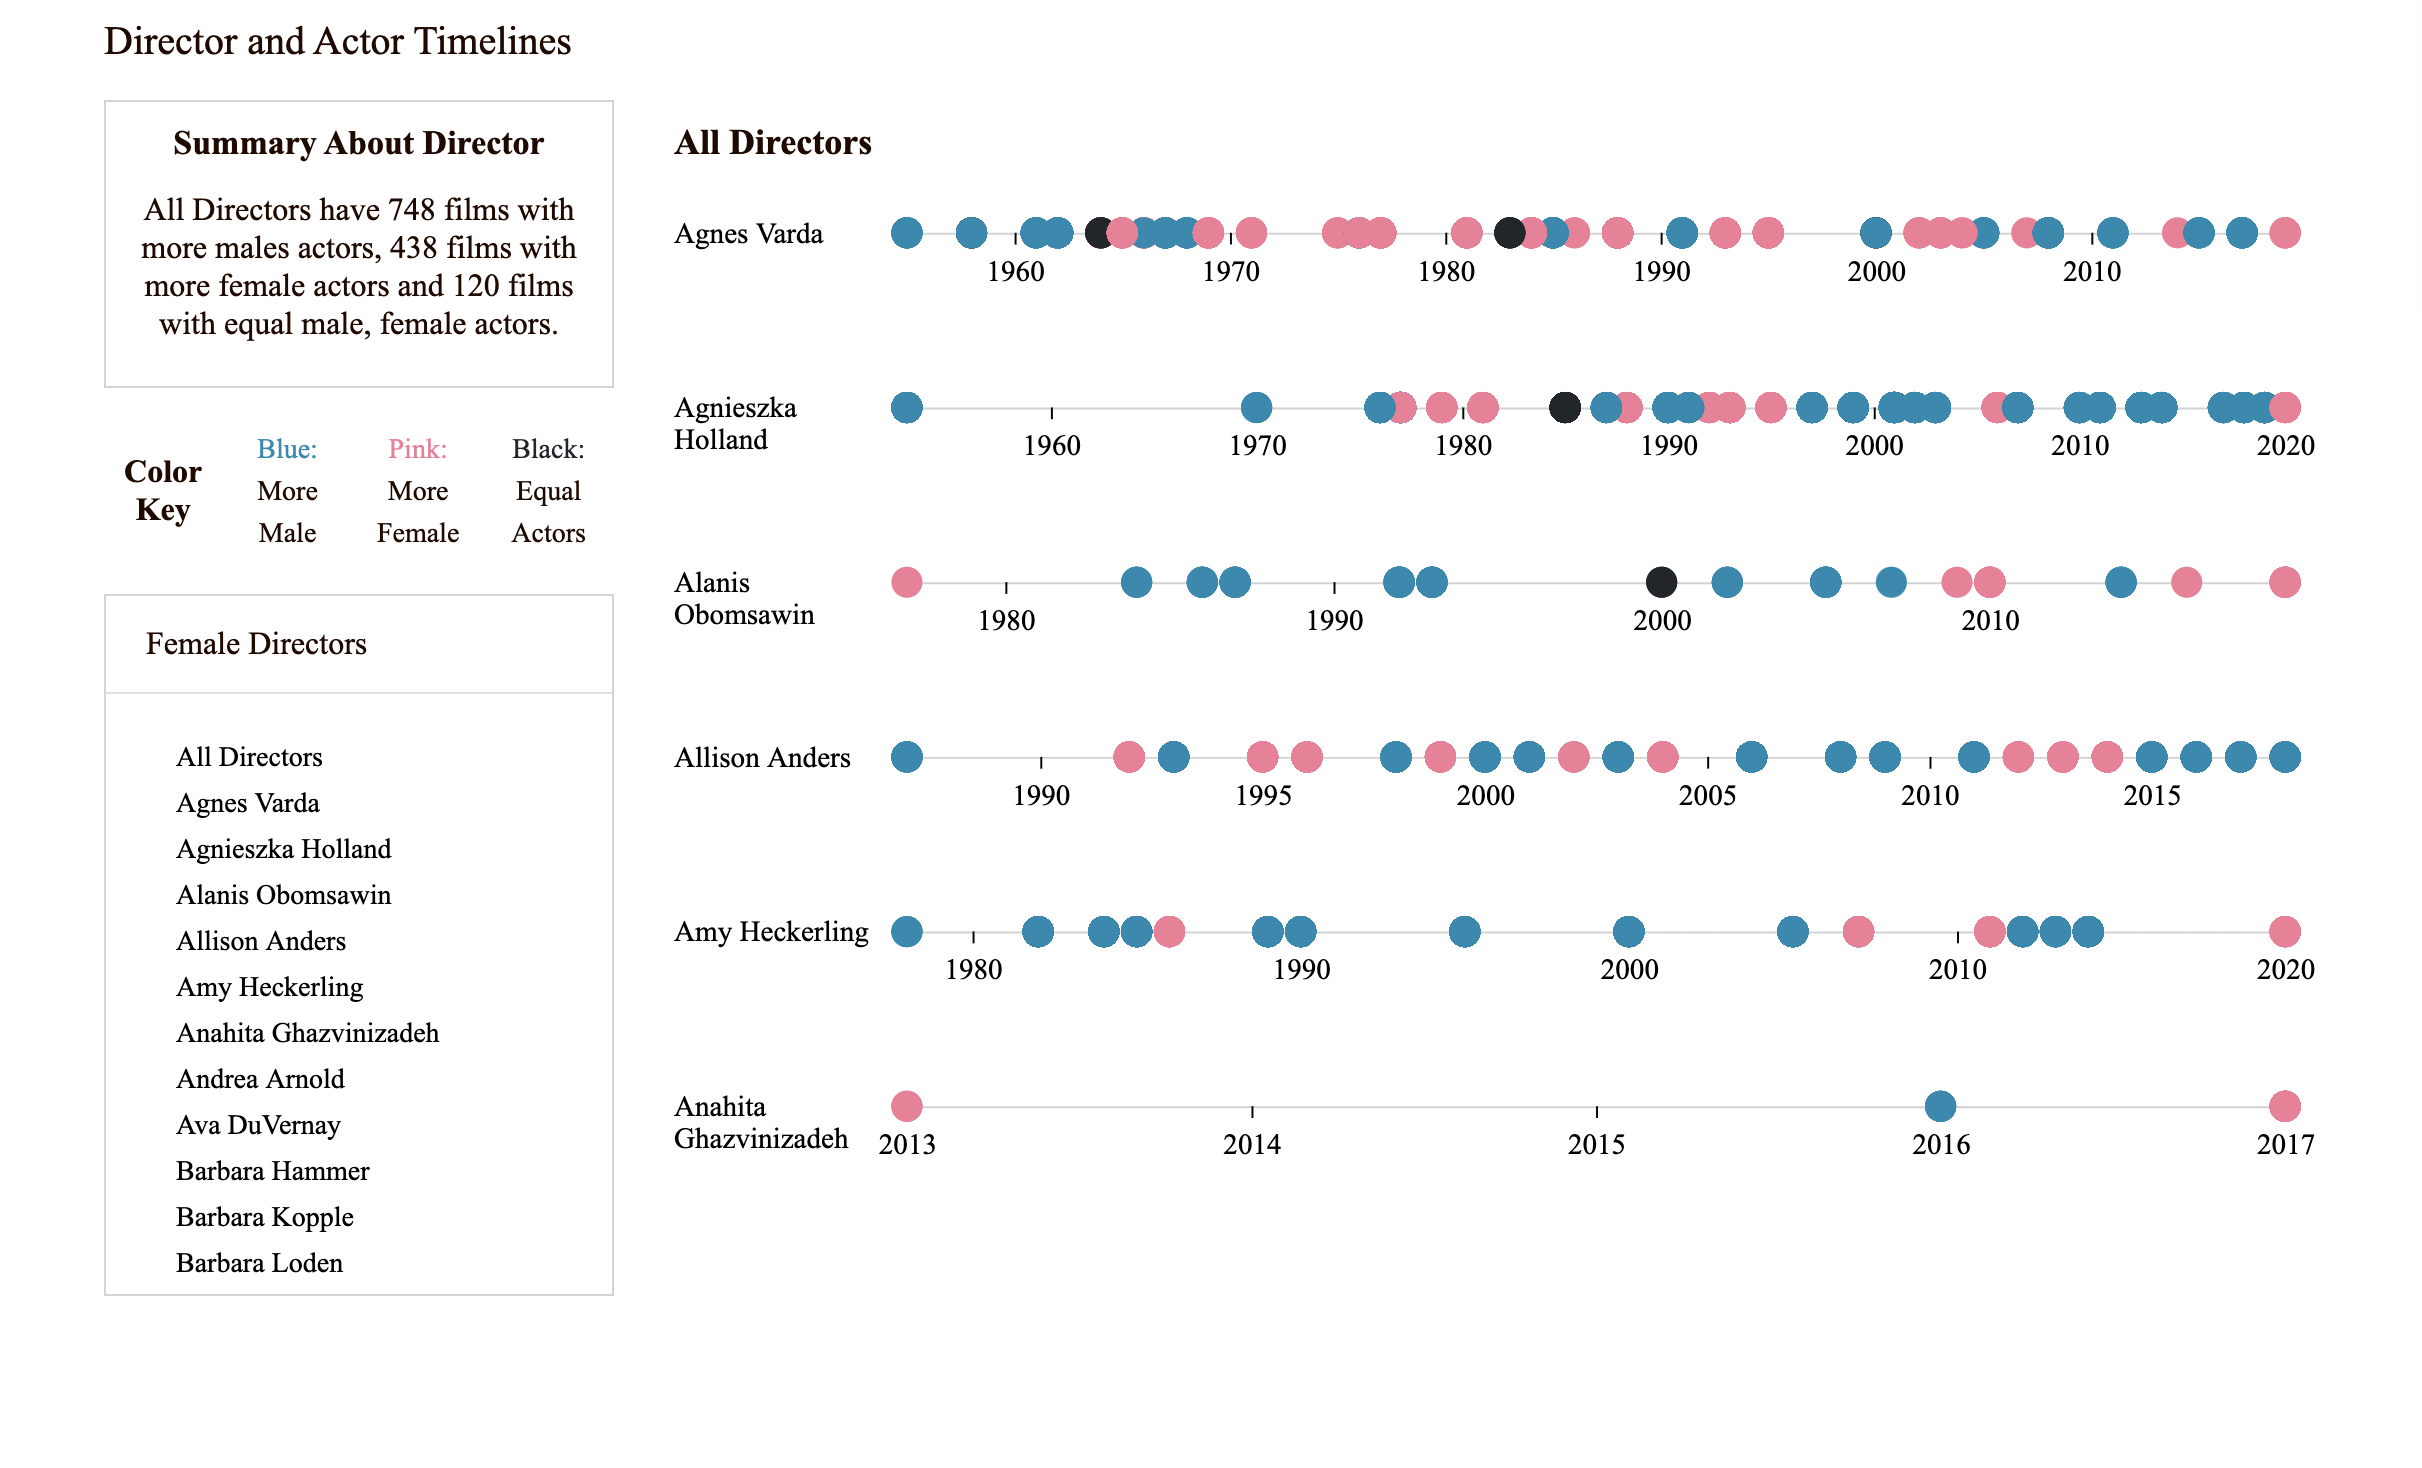 Director and Actor Timelines
Summary About Director
All Directors have 748 films with
more males actors, 438 films with
more female actors and 120 films
with equal male, female actors.
Color
Key
Blue:
More
Male
Pink:
More
Female
Black:
Equal
Actors
Female Directors
All Directors
Agnes Varda
Agnieszka Holland
Alanis Obomsawin
Allison Anders
Amy Heckerling
Anahita Ghazvinizadeh
Andrea Arnold
Ava DuVernay
Barbara Hammer
Barbara Kopple
Barbara Loden
All Directors
Agnes Varda
1960 1970 1980 1990 2000 2010
Agnieszka
Holland
1960 1970 1980 1990 2000 2010 2020
Alanis
Obomsawin
1980 1990 2000 2010
Allison Anders
1990 1995 2000 2005 2010 2015
Amy Heckerling
1980 1990 2000 2010 2020
Anahita
Ghazvinizadeh
2013 2014 2015 2016 2017